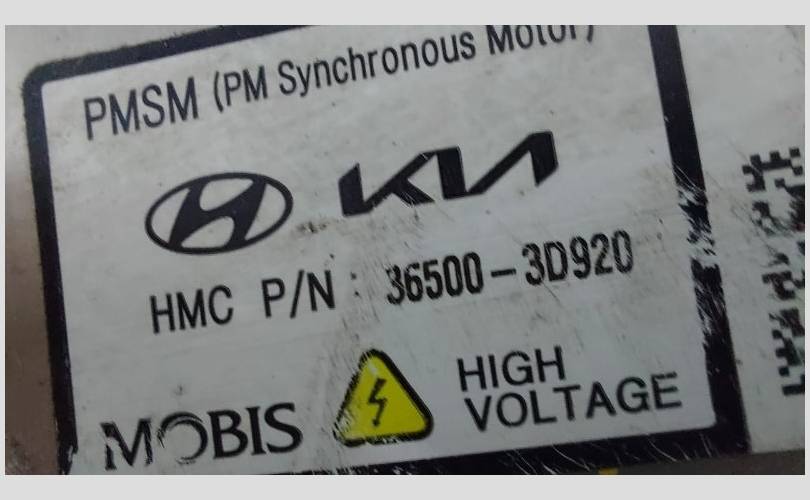 PMSM (PM Synchronous Motor)
KIA
HMC P/N : 36500-3D920
HIGH
VOLTAGE
MOBIS